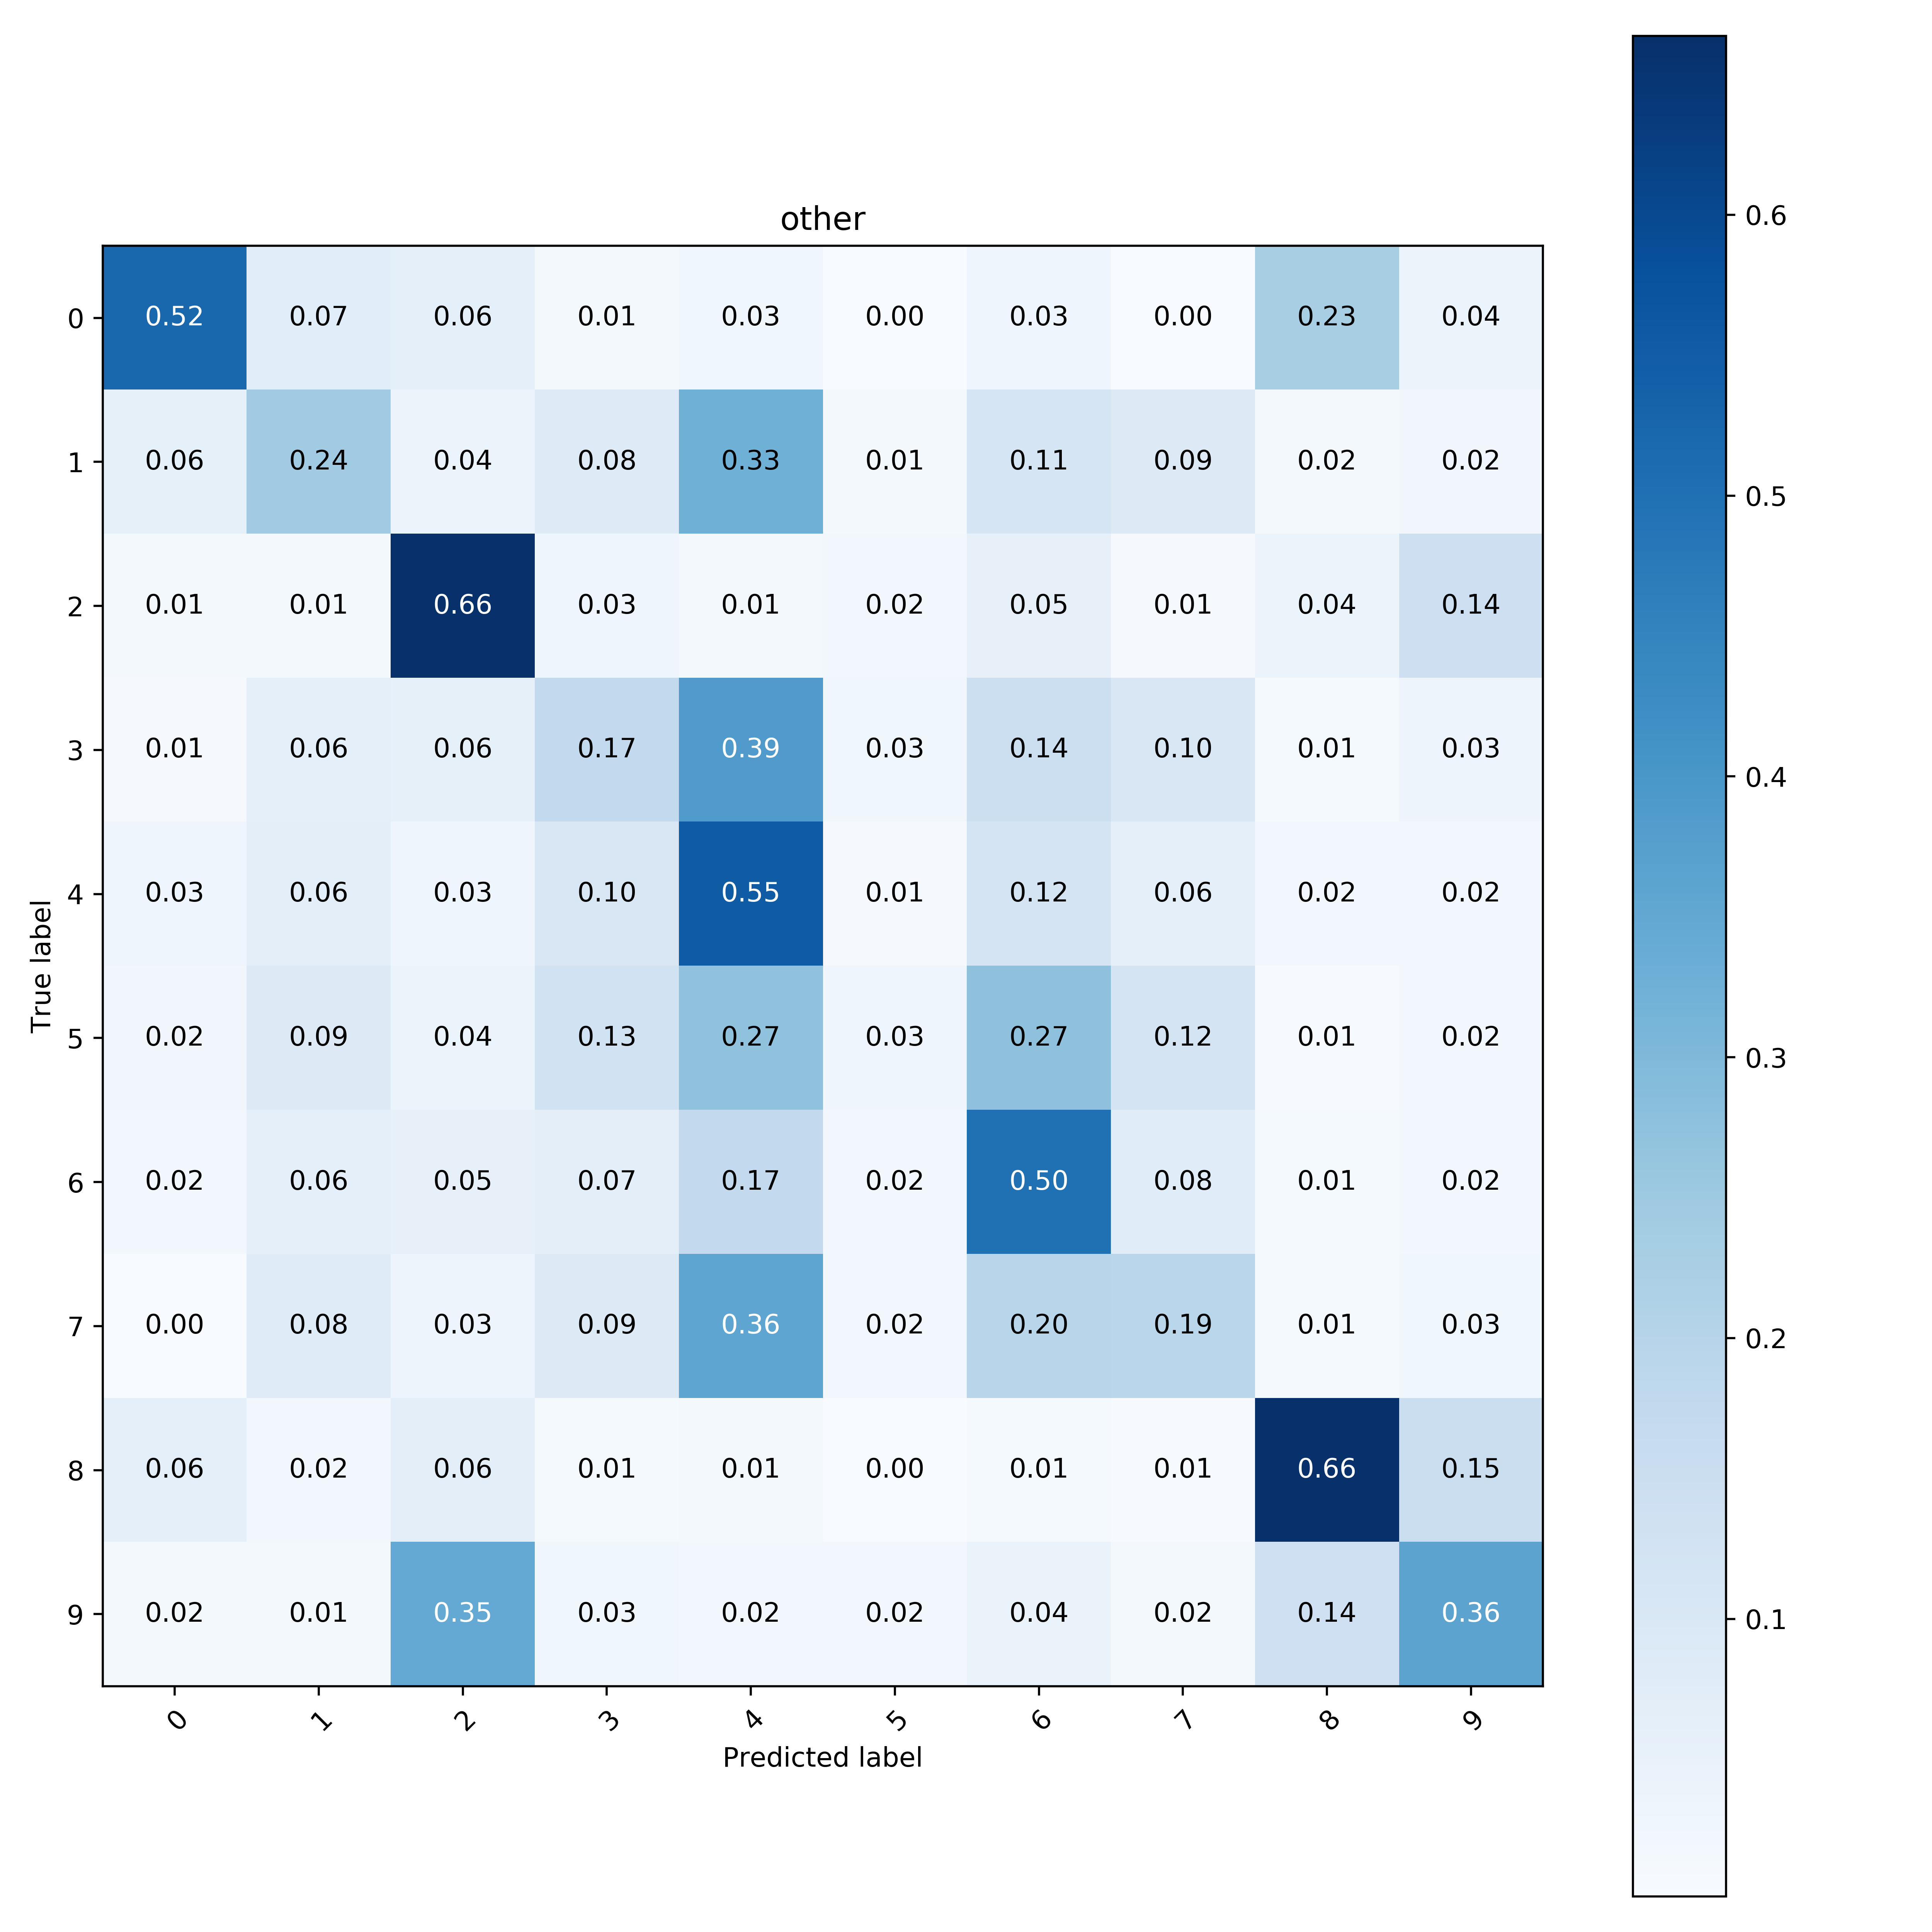 other
0 0.52 0.07 0.06 0.01 0.03 0.00 0.03 0.00 0.23 0.04
1 0.06 0.24 0.04 0.08 0.33 0.01 0.11 0.09 0.02 0.02
2 0.01 0.01 0.66 0.03 0.01 0.02 0.05 0.01 0.04 0.14
3 0.01 0.06 0.06 0.17 0.39 0.03 0.14 0.10 0.01 0.03
4 0.03 0.06 0.03 0.10 0.55 0.01 0.12 0.06 0.02 0.02
5 0.02 0.09 0.04 0.13 0.27 0.03 0.27 0.12 0.01 0.02
6 0.02 0.06 0.05 0.07 0.17 0.02 0.50 0.08 0.01 0.02
7 0.00 0.08 0.03 0.09 0.36 0.02 0.20 0.19 0.01 0.03
8 0.06 0.02 0.06 0.01 0.01 0.00 0.01 0.01 0.66 0.15
9 0.02 0.01 0.35 0.03 0.02 0.02 0.04 0.02 0.14 0.36
0 1 2 3 4 5 6 7 8 9
Predicted label
True label
0.6
0.5
0.4
0.3
0.2
0.1